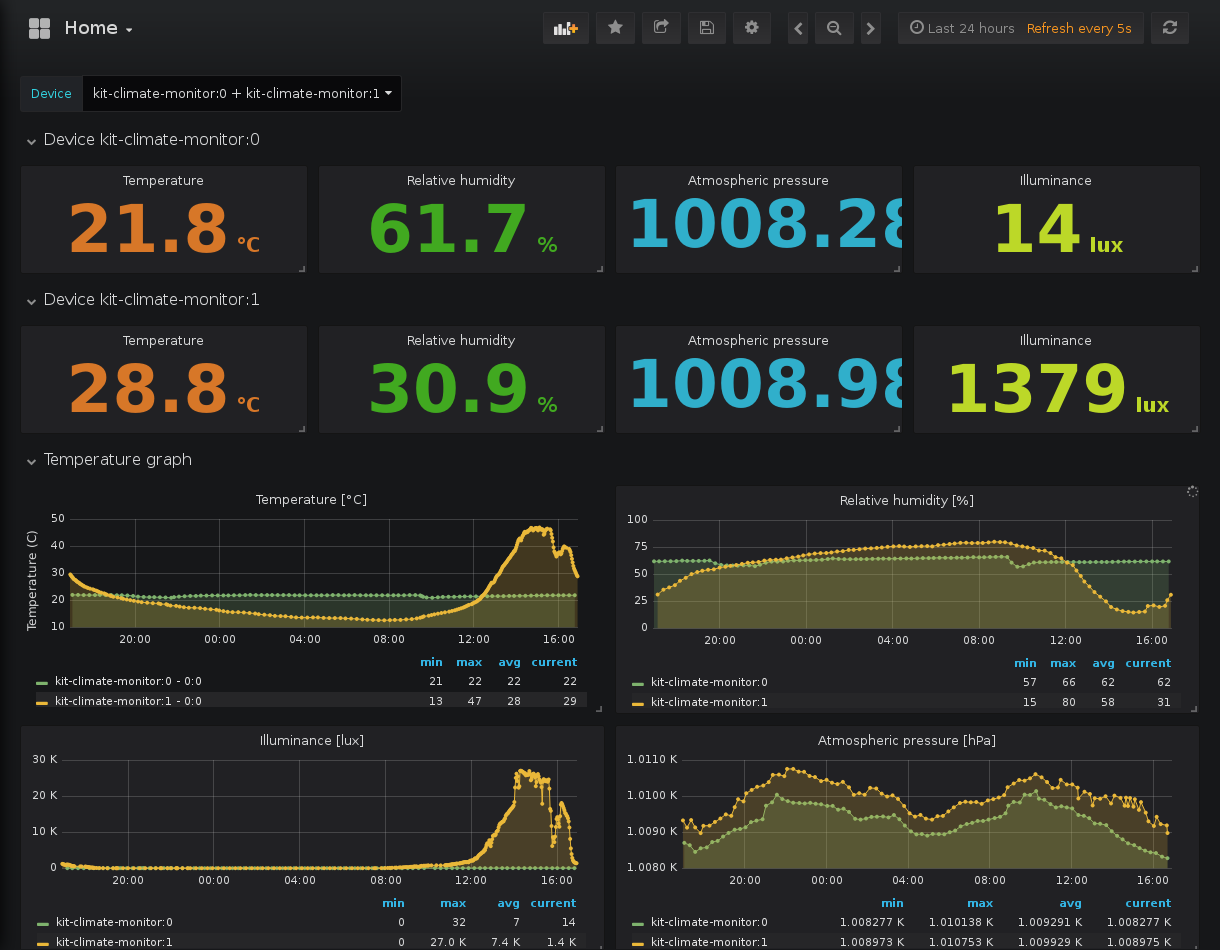 Home
Last 24 hours Refresh every 5s
Device kit-climate-monitor:0 + kit-climate-monitor:1
Device kit-climate-monitor:0
Temperature Relative humidity Atmospheric pressure Illuminance
21.8 °C 61.7 % 1008.28 14 lux
Device kit-climate-monitor:1
Temperature Relative humidity Atmospheric pressure Illuminance
28.8 °C 30.9 % 1008.98 1379 lux
Temperature graph
Temperature [°C]
Temperature (C)
50
40
30
20
10
20:00 00:00 04:00 08:00 12:00 16:00
min max avg current
kit-climate-monitor:0 - 0:0 21 22 22 22
kit-climate-monitor:1 - 0:0 13 47 28 29
Relative humidity [%]
100
75
50
25
0
20:00 00:00 04:00 08:00 12:00 16:00
min max avg current
kit-climate-monitor:0 57 66 62 62
kit-climate-monitor:1 15 80 58 31
Illuminance [lux]
30 K
20 K
10 K
0
20:00 00:00 04:00 08:00 12:00 16:00
min max avg current
kit-climate-monitor:0 0 32 7 14
kit-climate-monitor:1 0 27.0 K 7.4 K 1.4 K
Atmospheric pressure [hPa]
1.0110 K
1.0100 K
1.0090 K
1.0080 K
20:00 00:00 04:00 08:00 12:00 16:00
min max avg current
kit-climate-monitor:0 1.008277 K 1.010138 K 1.009291 K 1.008277 K
kit-climate-monitor:1 1.008973 K 1.010753 K 1.009929 K 1.008975 K